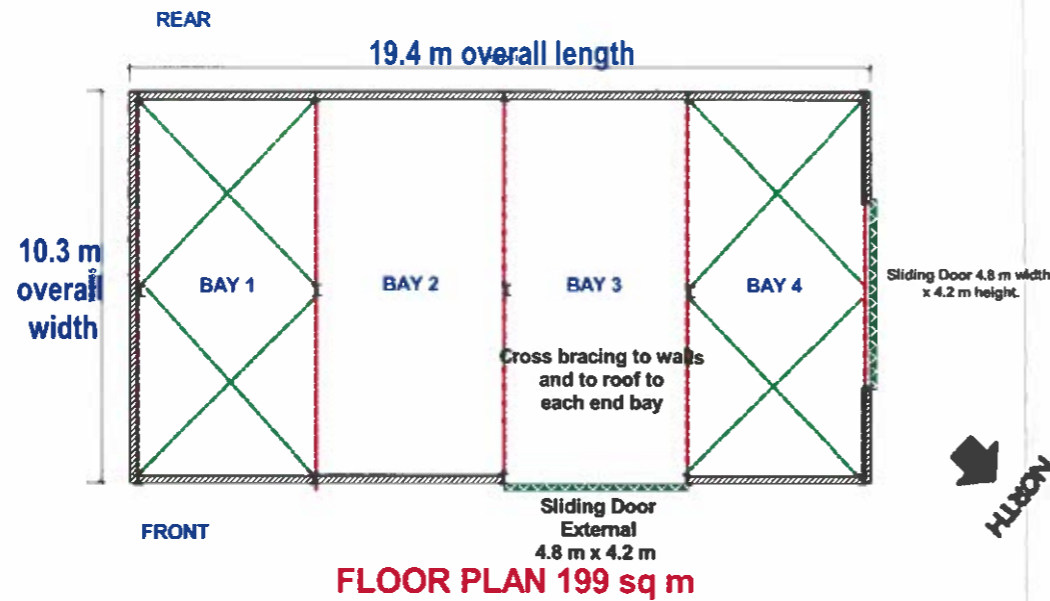 REAR
19.4 m overall length
10.3 m
overall
width
BAY 1
BAY 2
BAY 3
BAY 4
Sliding Door 4.8 m width
x 4.2 m height.
Cross bracing to walls
and to roof to
each end bay
NORTH
FRONT
Sliding Door
External
4.8 m x 4.2 m
FLOOR PLAN 199 sq m